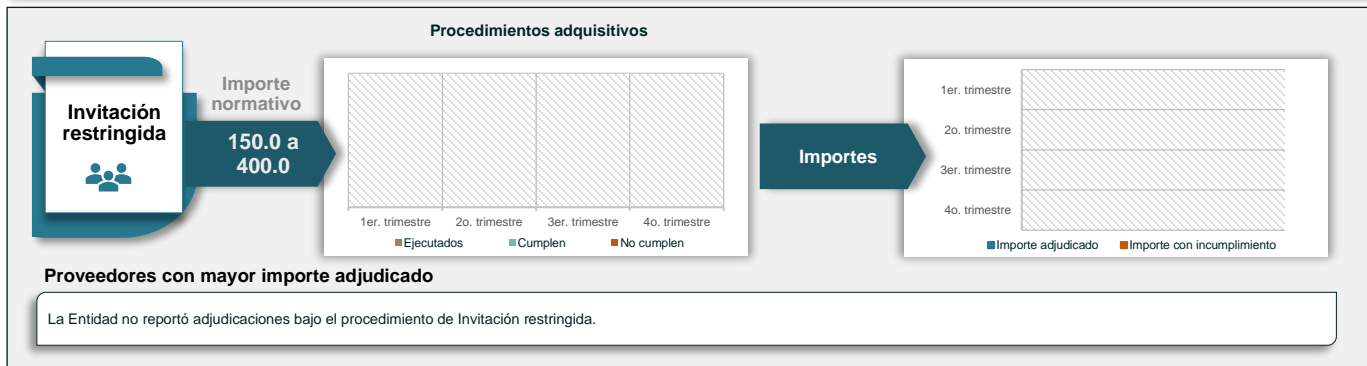 Procedimientos adquisitivos
Invitación
restringida
Importe
normativo
150.0 a
400.0
1er. trimestre 2o. trimestre 3er. trimestre 4o. trimestre
Ejecutados Cumplen No cumplen
Importes
1er. trimestre
2o. trimestre
3er. trimestre
4o. trimestre
Importe adjudicado Importe con incumplimiento
Proveedores con mayor importe adjudicado
La Entidad no reportó adjudicaciones bajo el procedimiento de Invitación restringida.